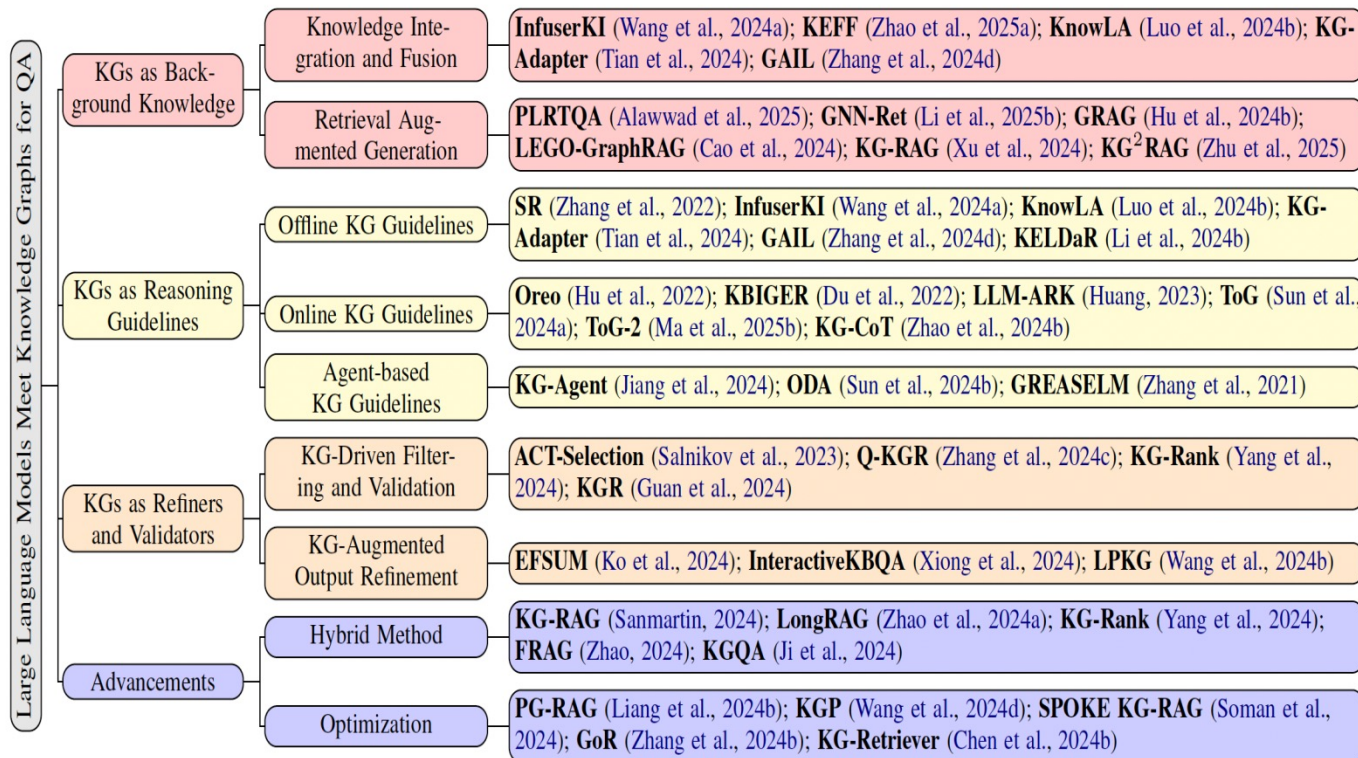 Large Language Models Meet Knowledge Graphs for QA
KGs as Back-
ground Knowledge
Knowledge Inte-
gration and Fusion
InfuserKI (Wang et al., 2024a); KEFF (Zhao et al., 2025a); KnowLA (Luo et al., 2024b); KG-
Adapter (Tian et al., 2024); GAIL (Zhang et al., 2024d)
Retrieval Aug-
mented Generation
PLRTQA (Alawwad et al., 2025); GNN-Ret (Li et al., 2025b); GRAG (Hu et al., 2024b);
LEGO-GraphRAG (Cao et al., 2024); KG-RAG (Xu et al., 2024); KG²RAG (Zhu et al., 2025)
KGs as Reasoning
Guidelines
Offline KG Guidelines
SR (Zhang et al., 2022); InfuserKI (Wang et al., 2024a); KnowLA (Luo et al., 2024b); KG-
Adapter (Tian et al., 2024); GAIL (Zhang et al., 2024d); KELDaR (Li et al., 2024b)
Online KG Guidelines
Oreo (Hu et al., 2022); KBIGER (Du et al., 2022); LLM-ARK (Huang, 2023); ToG (Sun et al.,
2024a); ToG-2 (Ma et al., 2025b); KG-CoT (Zhao et al., 2024b)
Agent-based
KG Guidelines
KG-Agent (Jiang et al., 2024); ODA (Sun et al., 2024b); GREASELM (Zhang et al., 2021)
KGs as Refiners
and Validators
KG-Driven Filter-
ing and Validation
ACT-Selection (Salnikov et al., 2023); Q-KGR (Zhang et al., 2024c); KG-Rank (Yang et al.,
2024); KGR (Guan et al., 2024)
KG-Augmented
Output Refinement
EFSUM (Ko et al., 2024); InteractiveKBQA (Xiong et al., 2024); LPKG (Wang et al., 2024b)
Advancements
Hybrid Method
KG-RAG (Sanmartin, 2024); LongRAG (Zhao et al., 2024a); KG-Rank (Yang et al., 2024);
FRAG (Zhao, 2024); KGQA (Ji et al., 2024)
Optimization
PG-RAG (Liang et al., 2024b); KGP (Wang et al., 2024d); SPOKE KG-RAG (Soman et al.,
2024); GoR (Zhang et al., 2024b); KG-Retriever (Chen et al., 2024b)